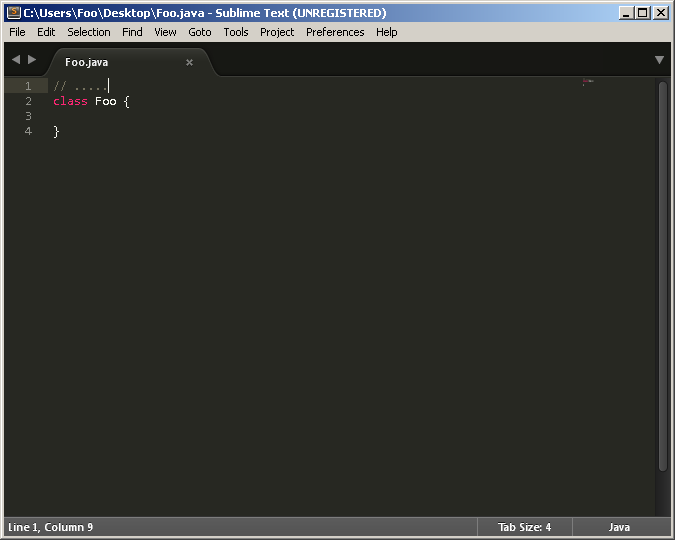 C:\Users\Foo\Desktop\Foo.java - Sublime Text (UNREGISTERED)
File Edit Selection Find View Goto Tools Project Preferences Help
Foo.java
1 // .....
2 class Foo {
3
4 }
Line 1, Column 9 Tab Size: 4 Java